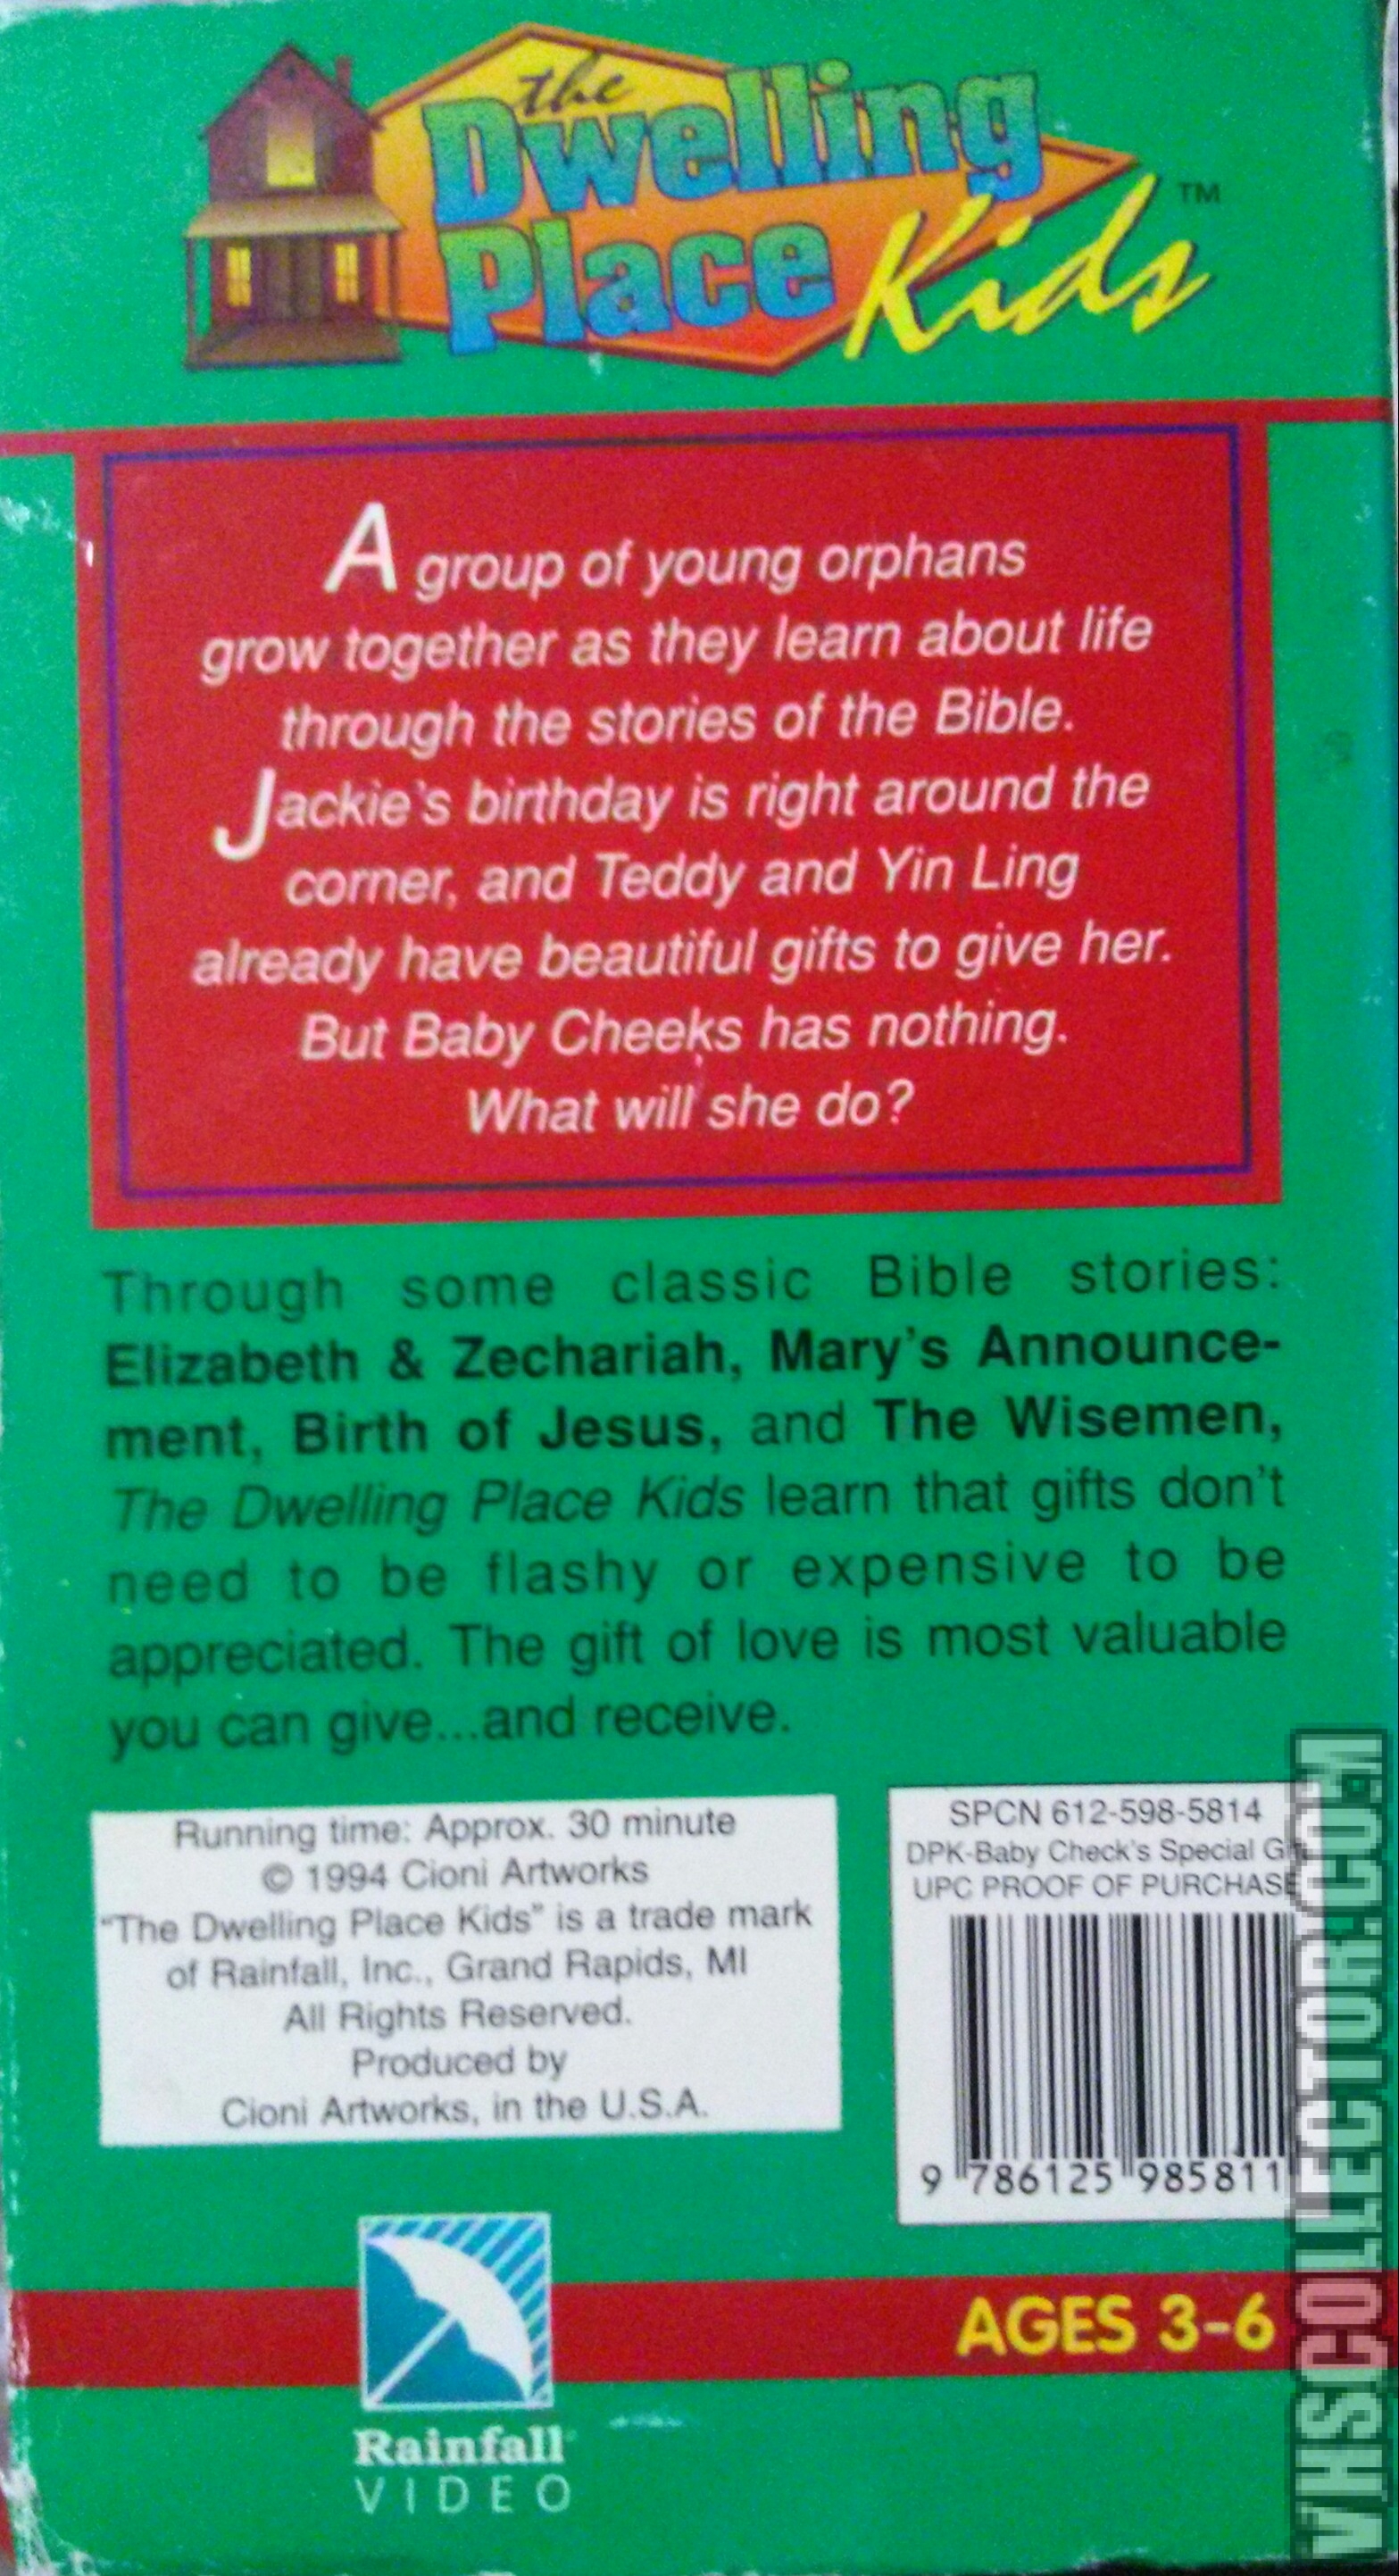 the
Dwelling
Place Kids™
A group of young orphans
grow together as they learn about life
through the stories of the Bible.
Jackie's birthday is right around the
corner, and Teddy and Yin Ling
already have beautiful gifts to give her.
But Baby Cheeks has nothing.
What will she do?
Through some classic Bible stories:
Elizabeth & Zechariah, Mary's Announce-
ment, Birth of Jesus, and The Wisemen,
The Dwelling Place Kids learn that gifts don't
need to be flashy or expensive to be
appreciated. The gift of love is most valuable
you can give...and receive.
Running time: Approx. 30 minute
© 1994 Cioni Artworks
"The Dwelling Place Kids" is a trade mark
of Rainfall, Inc., Grand Rapids, MI
All Rights Reserved.
Produced by
Cioni Artworks, in the U.S.A.
SPCN 612-598-5814
DPK-Baby Check's Special
UPC PROOF OF PURCHASE
9 786125 985811
AGES 3-6
Rainfall
VIDEO
VHSCOLLECTOR.COM